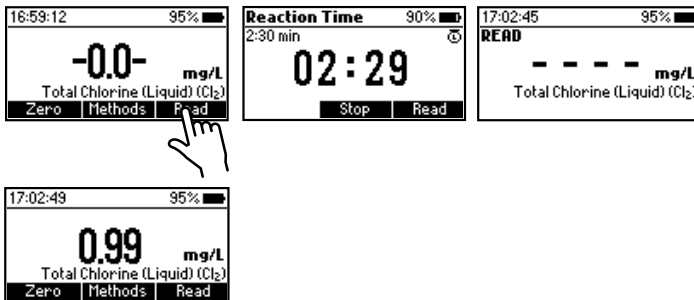 16:59:12 95%
-0.0- mg/L
Total Chlorine (Liquid) (Cl₂)
Zero Methods Read
Reaction Time 90%
2:30 min
02:29
Stop Read
17:02:45 95%
READ
- - - - mg/L
Total Chlorine (Liquid) (Cl₂)
17:02:49 95%
0.99 mg/L
Total Chlorine (Liquid) (Cl₂)
Zero Methods Read